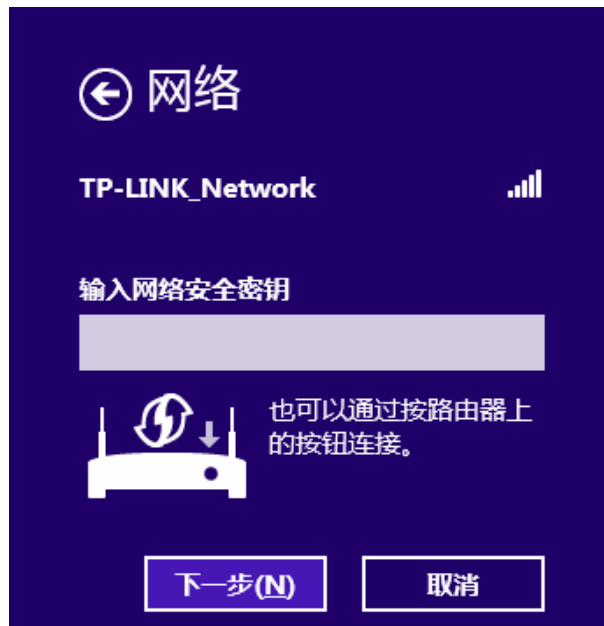 网络
TP-LINK_Network
输入网络安全密钥
也可以通过按路由器上
的按钮连接。
下一步(N)
取消